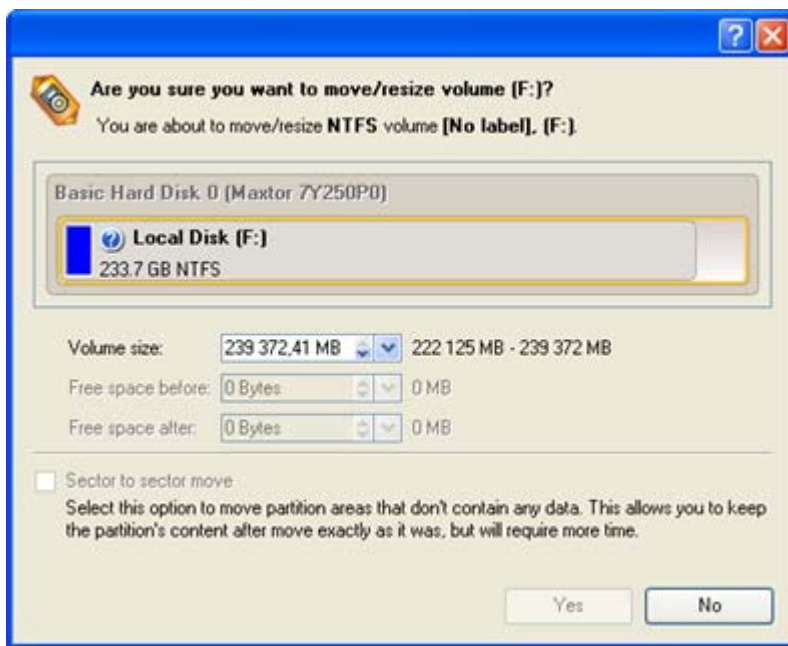 Are you sure you want to move/resize volume (F:)?
You are about to move/resize NTFS volume [No label], (F:).
Basic Hard Disk 0 (Maxtor 7Y250P0)
Local Disk (F:)
233.7 GB NTFS
Volume size: 239 372,41 MB 222 125 MB - 239 372 MB
Free space before: 0 Bytes 0 MB
Free space after: 0 Bytes 0 MB
Sector to sector move
Select this option to move partition areas that don't contain any data. This allows you to keep
the partition's content after move exactly as it was, but will require more time.
Yes No